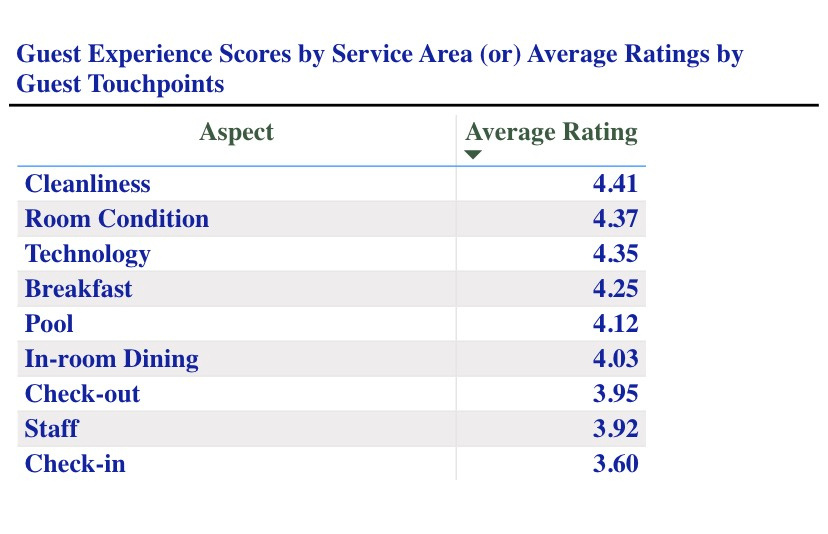 Guest Experience Scores by Service Area (or) Average Ratings by
Guest Touchpoints
Aspect Average Rating
Cleanliness 4.41
Room Condition 4.37
Technology 4.35
Breakfast 4.25
Pool 4.12
In-room Dining 4.03
Check-out 3.95
Staff 3.92
Check-in 3.60